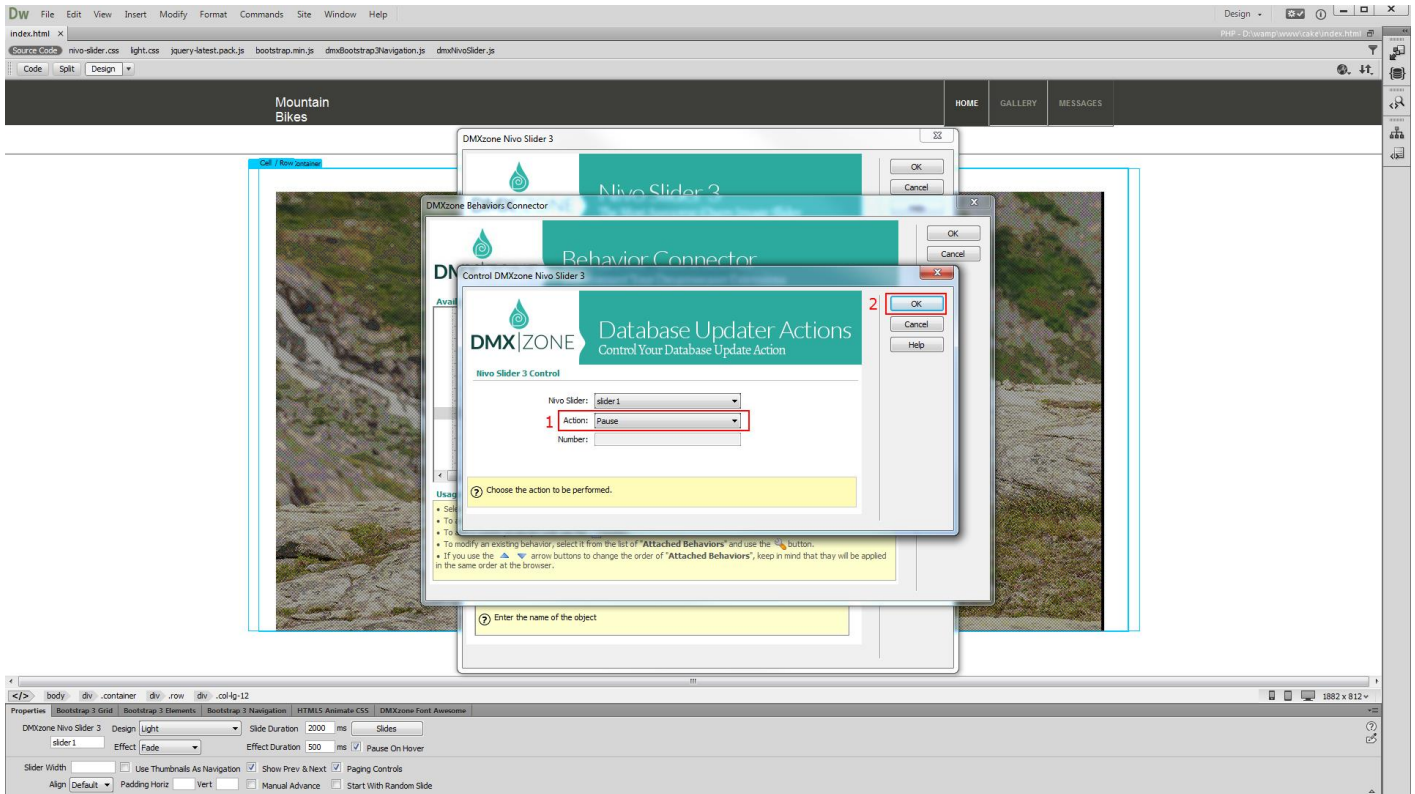 Dw File Edit View Insert Modify Format Commands Site Window Help Design
index.html ×
PHP - D:\wamp\www\cake\index.html
Source Code nivo-slider.css light.css jquery-latest.pack.js bootstrap.min.js dmxBootstrap3Navigation.js dmxNivoSlider.js
Code Split Design
Mountain
Bikes
HOME GALLERY MESSAGES
DMXzone Nivo Slider 3
Cell / Row
OK
Cancel
Nivo Slider 3
DMXzone Behaviors Connector
OK
Cancel
Behavior Connector
DM
Avail
Control DMXzone Nivo Slider 3
2 OK
Cancel
Help
DMX|ZONE
Database Updater Actions
Control Your Database Update Action
Nivo Slider 3 Control
Nivo Slider: slider1
1 Action: Pause
Number:
? Choose the action to be performed.
Usag
• Sele
• To
• To
• To modify an existing behavior, select it from the list of "Attached Behaviors" and use the button.
• If you use the arrow buttons to change the order of "Attached Behaviors", keep in mind that thay will be applied
in the same order at the browser.
? Enter the name of the object
</> body div .container div .row div .col-lg-12 1882 x 812
Properties Bootstrap 3 Grid Bootstrap 3 Elements Bootstrap 3 Navigation HTML5 Animate CSS DMXzone Font Awesome
DMXzone Nivo Slider 3 Design Light Slide Duration 2000 ms Slides
slider1 Effect Fade Effect Duration 500 ms Pause On Hover
Slider Width Use Thumbnails As Navigation Show Prev & Next Paging Controls
Align Default Padding Horiz Vert Manual Advance Start With Random Slide